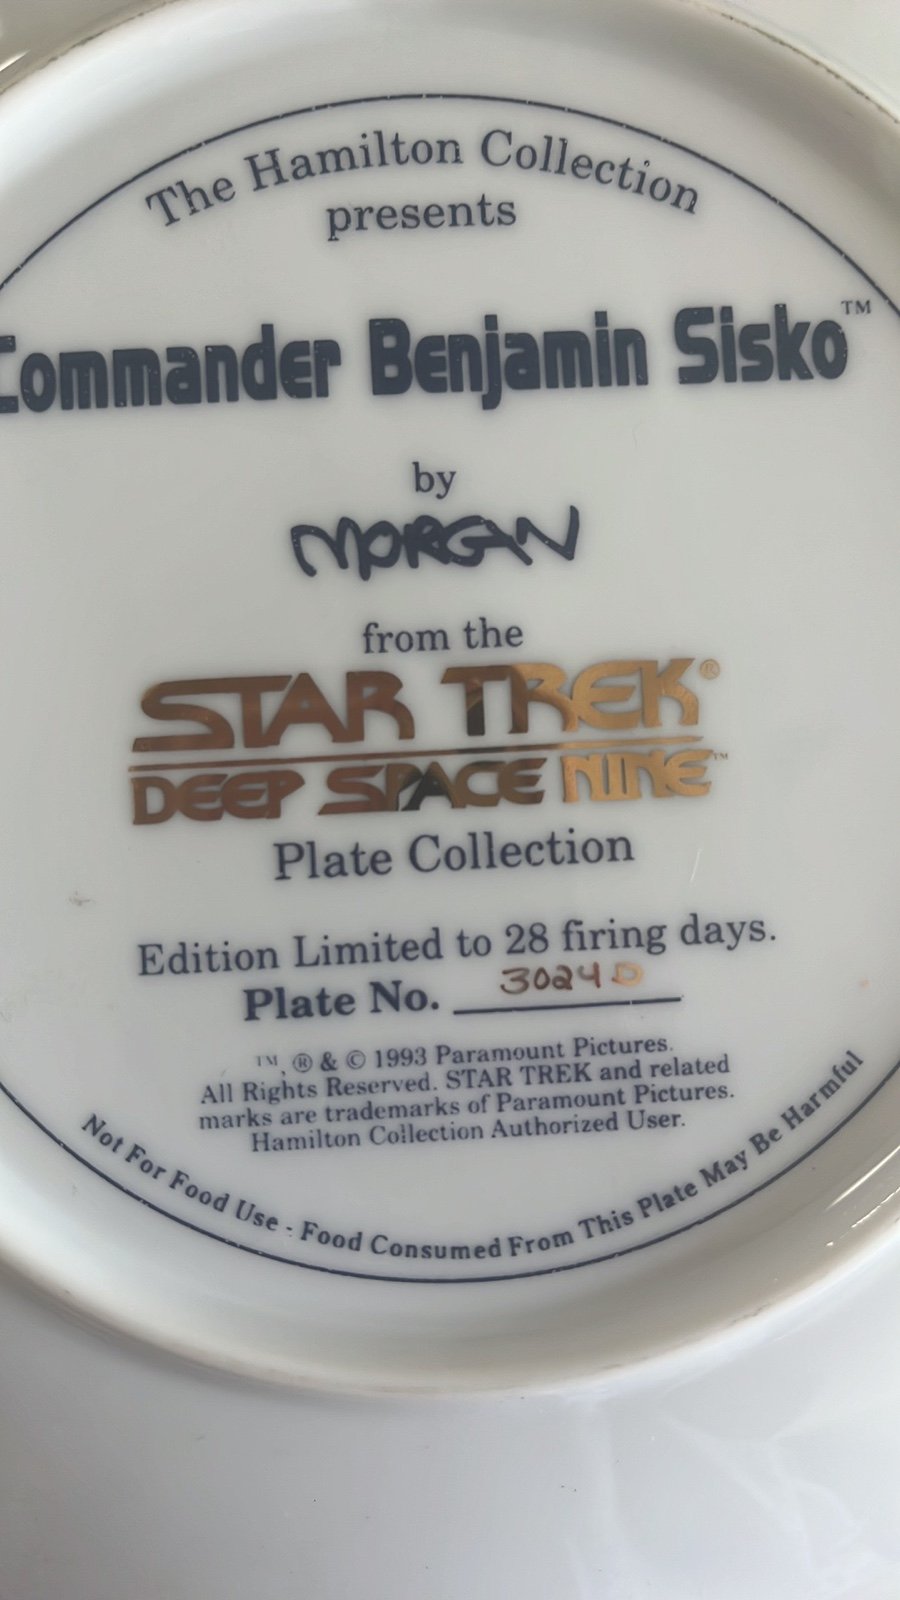 The Hamilton Collection
presents
Commander Benjamin Sisko™
by
MORGAN
from the
STAR TREK®
DEEP SPACE NINE™
Plate Collection
Edition Limited to 28 firing days.
Plate No. 3024D
™, ® & © 1993 Paramount Pictures.
All Rights Reserved. STAR TREK and related
marks are trademarks of Paramount Pictures.
Hamilton Collection Authorized User.
Not For Food Use - Food Consumed From This Plate May Be Harmful